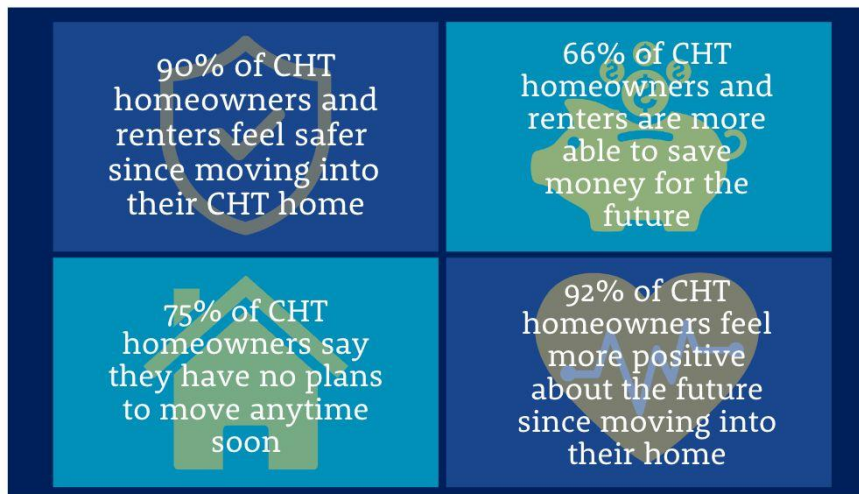 90% of CHT
homeowners and
renters feel safer
since moving into
their CHT home
66% of CHT
homeowners and
renters are more
able to save
money for the
future
75% of CHT
homeowners say
they have no plans
to move anytime
soon
92% of CHT
homeowners feel
more positive
about the future
since moving into
their home